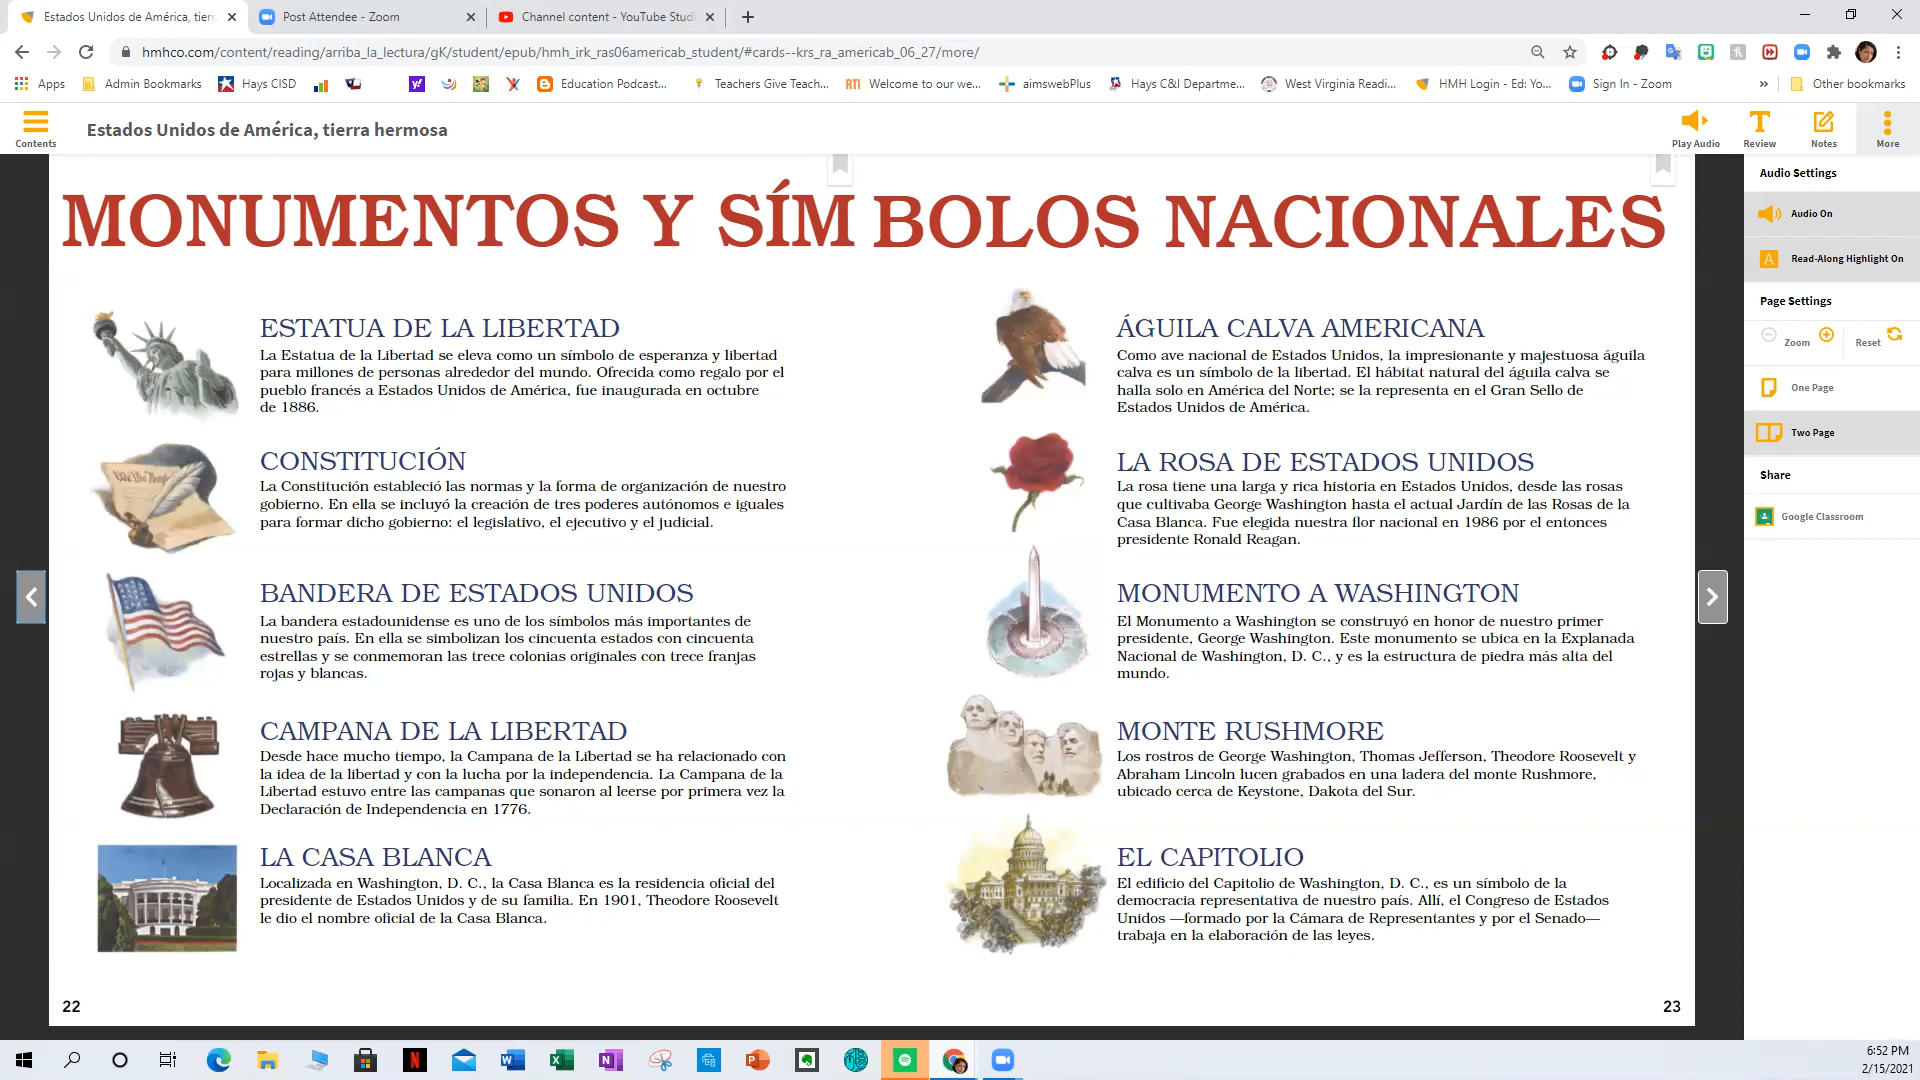 Estados Unidos de América, tierr
Post Attendee - Zoom
Channel content - YouTube Stud
hmhco.com/content/reading/arriba_la_lectura/gK/student/epub/hmh_irk_ras06americab_student/#cards--krs_ra_americab_06_27/more/
Apps
Admin Bookmarks
Hays CISD
Education Podcast...
Teachers Give Teach...
RTI Welcome to our we...
aimswebPlus
Hays C&I Departme...
West Virginia Readi...
HMH Login - Ed: Yo...
Sign In - Zoom
Other bookmarks
Contents
Estados Unidos de América, tierra hermosa
Play Audio
Review
Notes
More
MONUMENTOS Y SÍMBOLOS NACIONALES
ESTATUA DE LA LIBERTAD
La Estatua de la Libertad se eleva como un símbolo de esperanza y libertad
para millones de personas alrededor del mundo. Ofrecida como regalo por el
pueblo francés a Estados Unidos de América, fue inaugurada en octubre
de 1886.
We the People
CONSTITUCIÓN
La Constitución estableció las normas y la forma de organización de nuestro
gobierno. En ella se incluyó la creación de tres poderes autónomos e iguales
para formar dicho gobierno: el legislativo, el ejecutivo y el judicial.
BANDERA DE ESTADOS UNIDOS
La bandera estadounidense es uno de los símbolos más importantes de
nuestro país. En ella se simbolizan los cincuenta estados con cincuenta
estrellas y se conmemoran las trece colonias originales con trece franjas
rojas y blancas.
CAMPANA DE LA LIBERTAD
Desde hace mucho tiempo, la Campana de la Libertad se ha relacionado con
la idea de la libertad y con la lucha por la independencia. La Campana de la
Libertad estuvo entre las campanas que sonaron al leerse por primera vez la
Declaración de Independencia en 1776.
LA CASA BLANCA
Localizada en Washington, D. C., la Casa Blanca es la residencia oficial del
presidente de Estados Unidos y de su familia. En 1901, Theodore Roosevelt
le dio el nombre oficial de la Casa Blanca.
22
ÁGUILA CALVA AMERICANA
Como ave nacional de Estados Unidos, la impresionante y majestuosa águila
calva es un símbolo de la libertad. El hábitat natural del águila calva se
halla solo en América del Norte; se la representa en el Gran Sello de
Estados Unidos de América.
LA ROSA DE ESTADOS UNIDOS
La rosa tiene una larga y rica historia en Estados Unidos, desde las rosas
que cultivaba George Washington hasta el actual Jardín de las Rosas de la
Casa Blanca. Fue elegida nuestra flor nacional en 1986 por el entonces
presidente Ronald Reagan.
MONUMENTO A WASHINGTON
El Monumento a Washington se construyó en honor de nuestro primer
presidente, George Washington. Este monumento se ubica en la Explanada
Nacional de Washington, D. C., y es la estructura de piedra más alta del
mundo.
MONTE RUSHMORE
Los rostros de George Washington, Thomas Jefferson, Theodore Roosevelt y
Abraham Lincoln lucen grabados en una ladera del monte Rushmore,
ubicado cerca de Keystone, Dakota del Sur.
EL CAPITOLIO
El edificio del Capitolio de Washington, D. C., es un símbolo de la
democracia representativa de nuestro país. Allí, el Congreso de Estados
Unidos —formado por la Cámara de Representantes y por el Senado—
trabaja en la elaboración de las leyes.
23
Audio Settings
Audio On
A Read-Along Highlight On
Page Settings
Zoom
Reset
One Page
Two Page
Share
Google Classroom
6:52 PM
2/15/2021